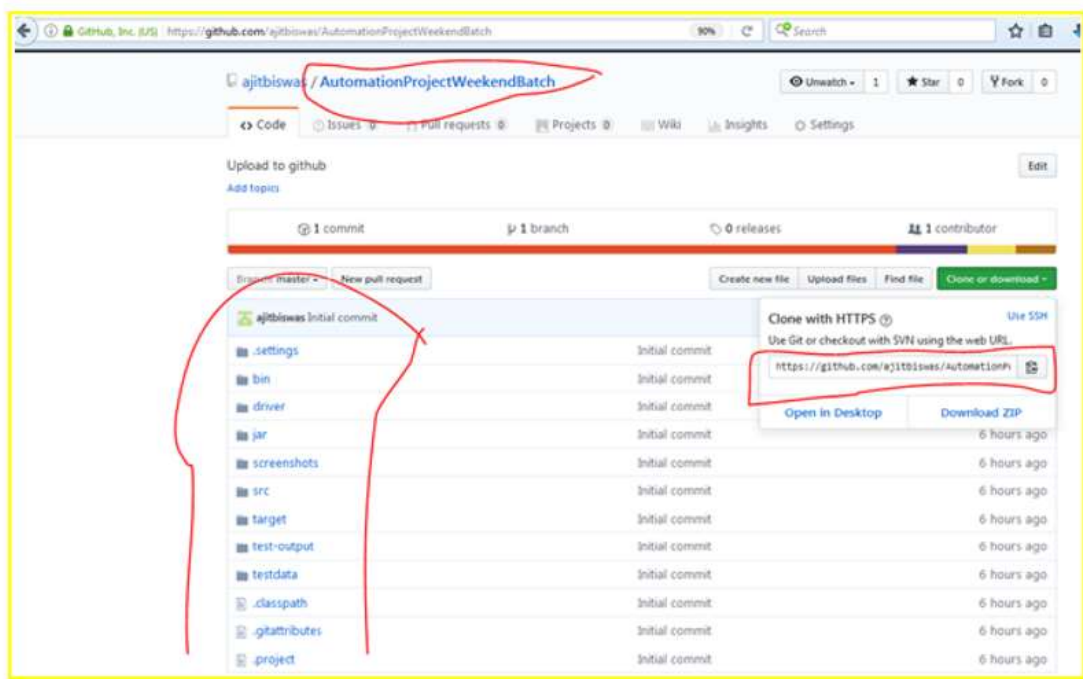 GitHub, Inc. (US) https://github.com/ajitbiswas/AutomationProjectWeekendBatch 90% Search
ajitbiswas / AutomationProjectWeekendBatch Unwatch 1 Star 0 Fork 0
Code Issues 0 Pull requests 0 Projects 0 Wiki Insights Settings
Upload to github Edit
Add topics
1 commit 1 branch 0 releases 1 contributor
Branch: master New pull request Create new file Upload files Find file Clone or download
ajitbiswas Initial commit
Clone with HTTPS ? Use SSH
Use Git or checkout with SVN using the web URL.
https://github.com/ajitbiswas/AutomationP
Open in Desktop Download ZIP
.settings Initial commit
bin Initial commit
driver Initial commit
jar Initial commit 6 hours ago
screenshots Initial commit 6 hours ago
src Initial commit 6 hours ago
target Initial commit 6 hours ago
test-output Initial commit 6 hours ago
testdata Initial commit 6 hours ago
.classpath Initial commit 6 hours ago
.gitattributes Initial commit 6 hours ago
.project Initial commit 6 hours ago